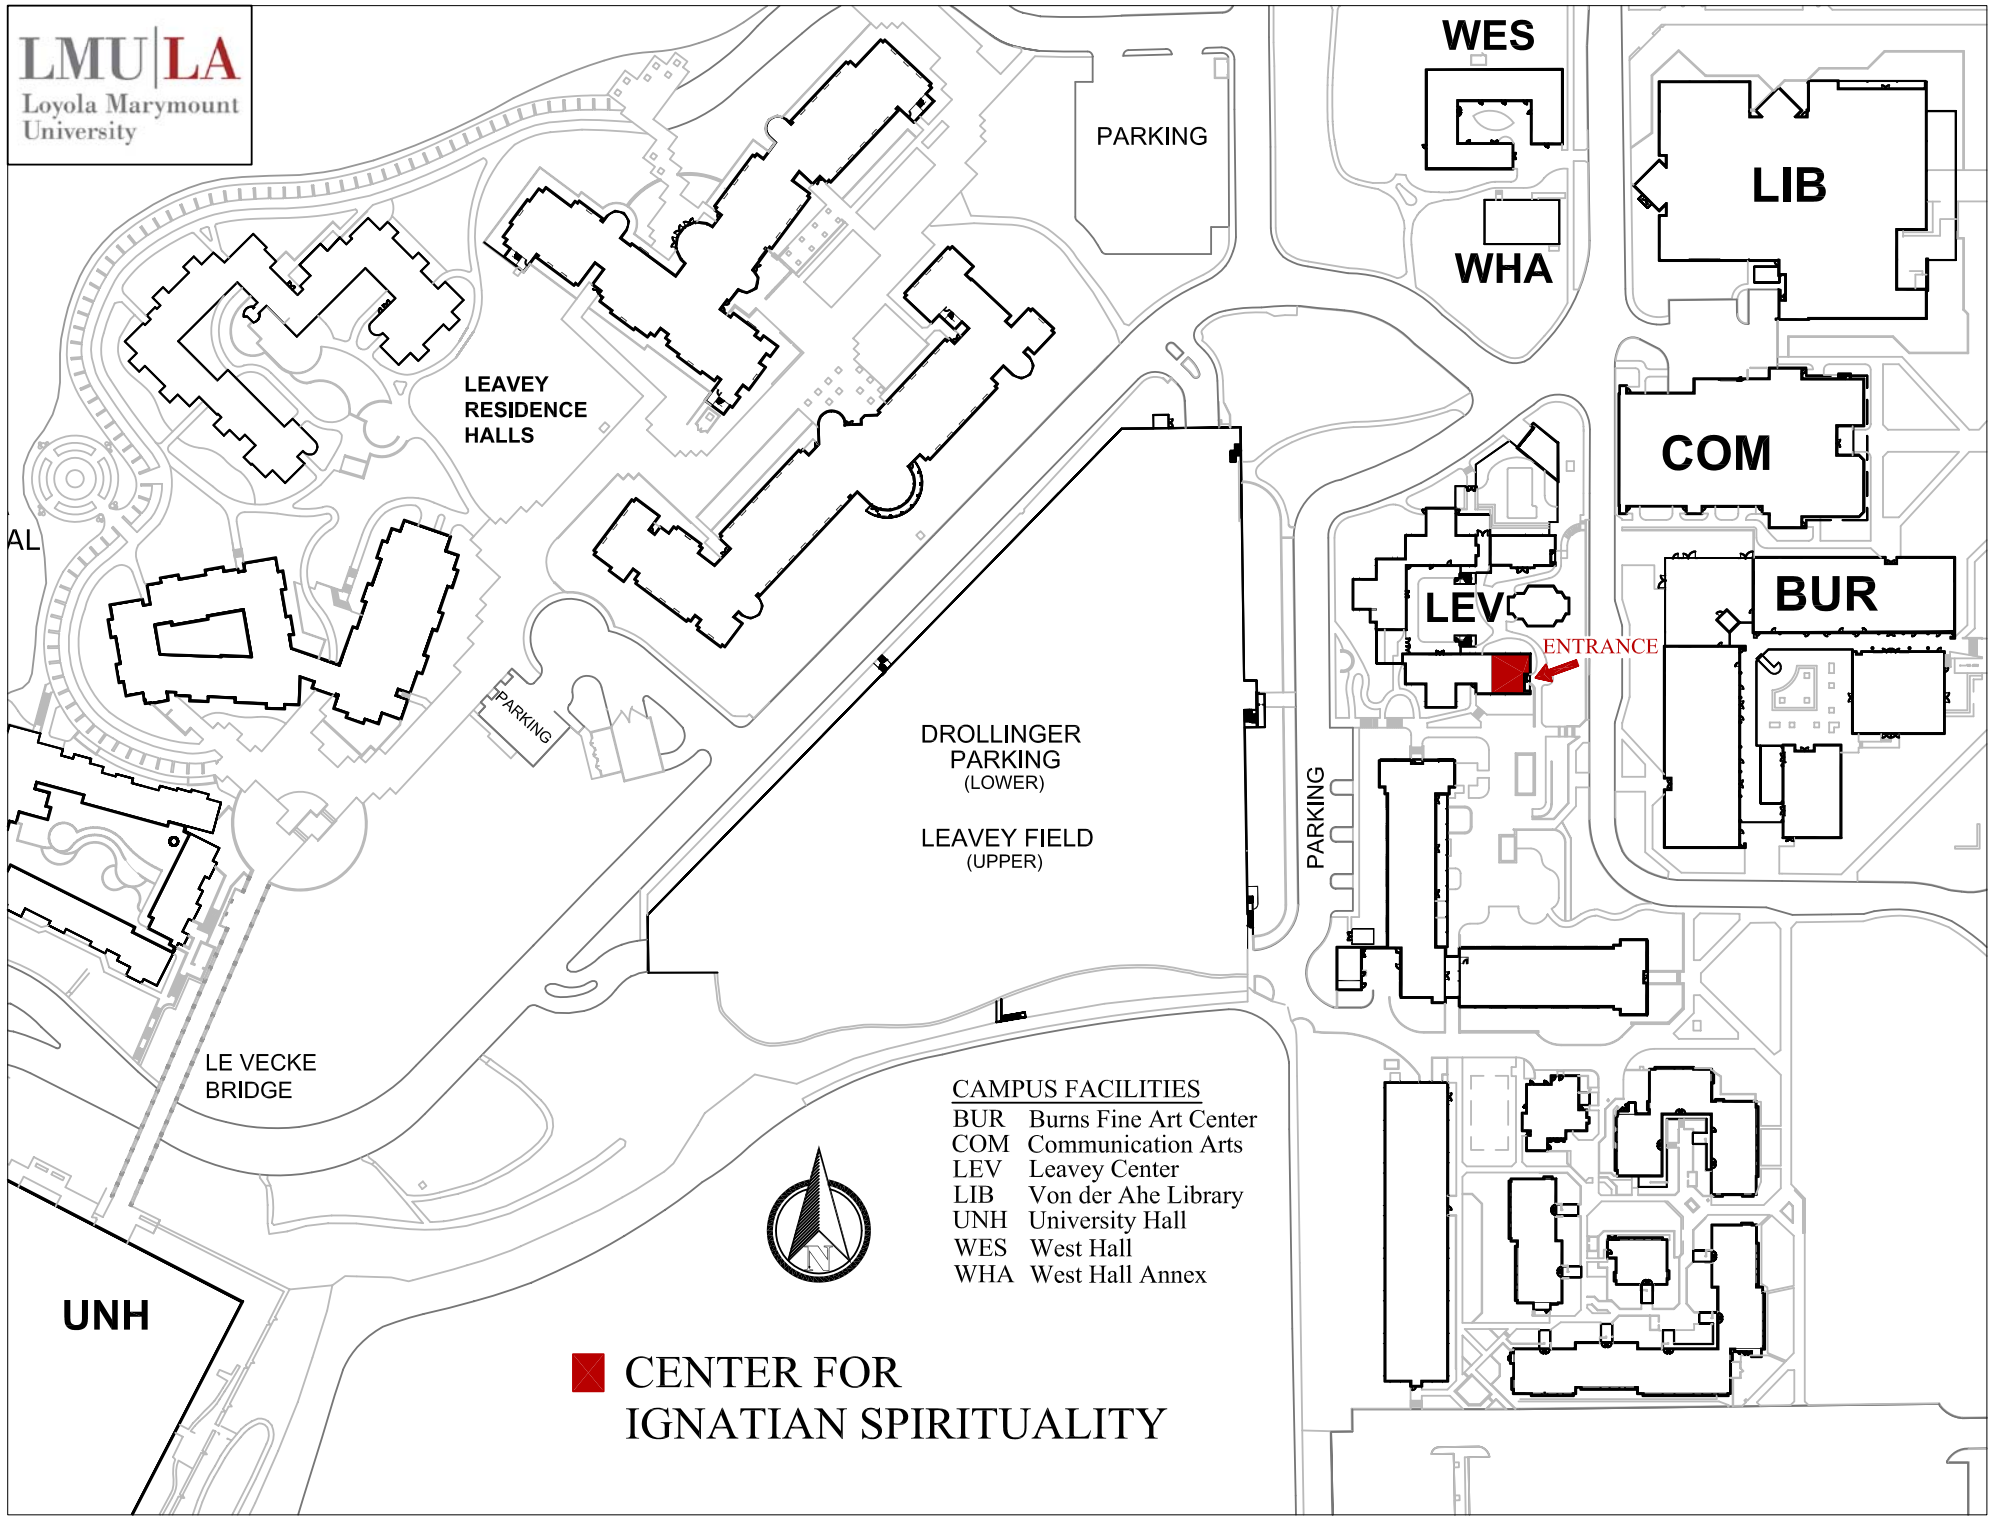 LMU|LA
Loyola Marymount
University
WES
PARKING
LIB
WHA
LEAVEY
RESIDENCE
HALLS
COM
AL
BUR
LEV
ENTRANCE
PARKING
DROLLINGER
PARKING
(LOWER)
PARKING
LEAVEY FIELD
(UPPER)
LE VECKE
BRIDGE
CAMPUS FACILITIES
BUR Burns Fine Art Center
COM Communication Arts
LEV Leavey Center
LIB Von der Ahe Library
UNH University Hall
WES West Hall
WHA West Hall Annex
N
UNH
CENTER FOR
IGNATIAN SPIRITUALITY